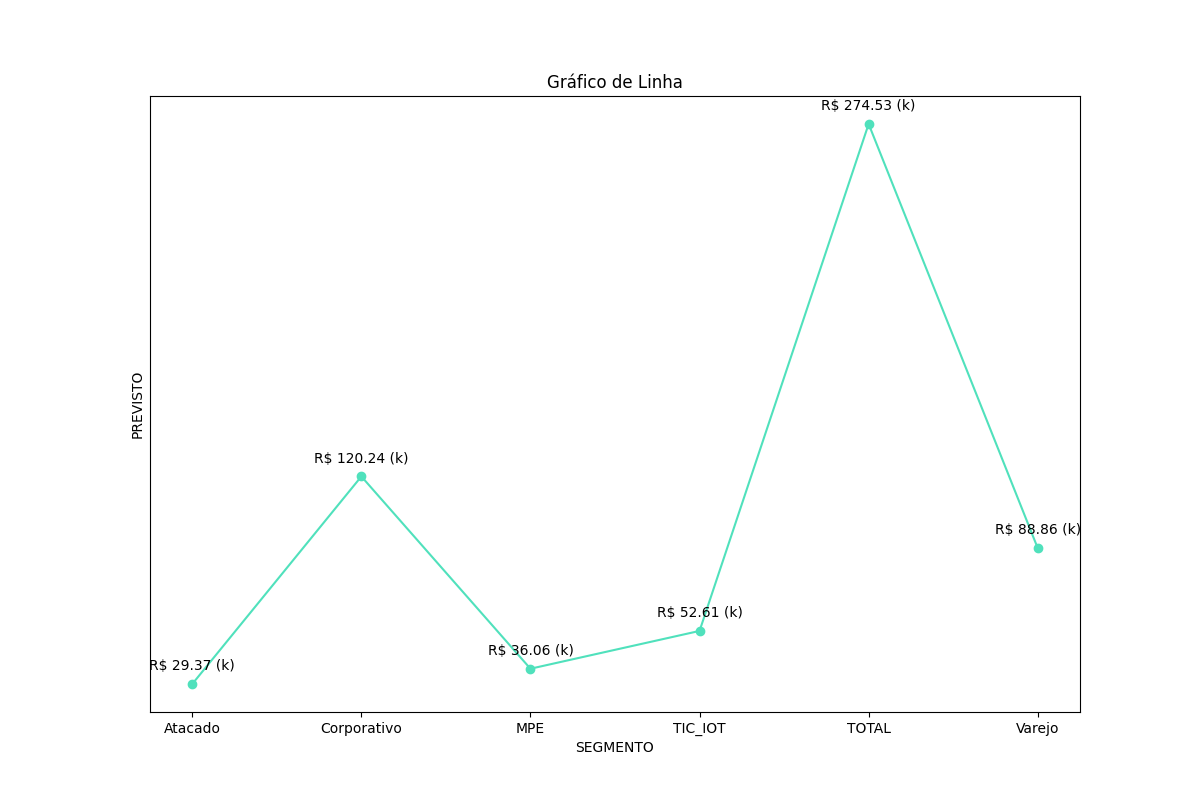 Gráfico de Linha
R$ 274.53 (k)
R$ 120.24 (k)
R$ 88.86 (k)
R$ 52.61 (k)
R$ 36.06 (k)
R$ 29.37 (k)
PREVISTO
Atacado Corporativo MPE TIC_IOT TOTAL Varejo
SEGMENTO